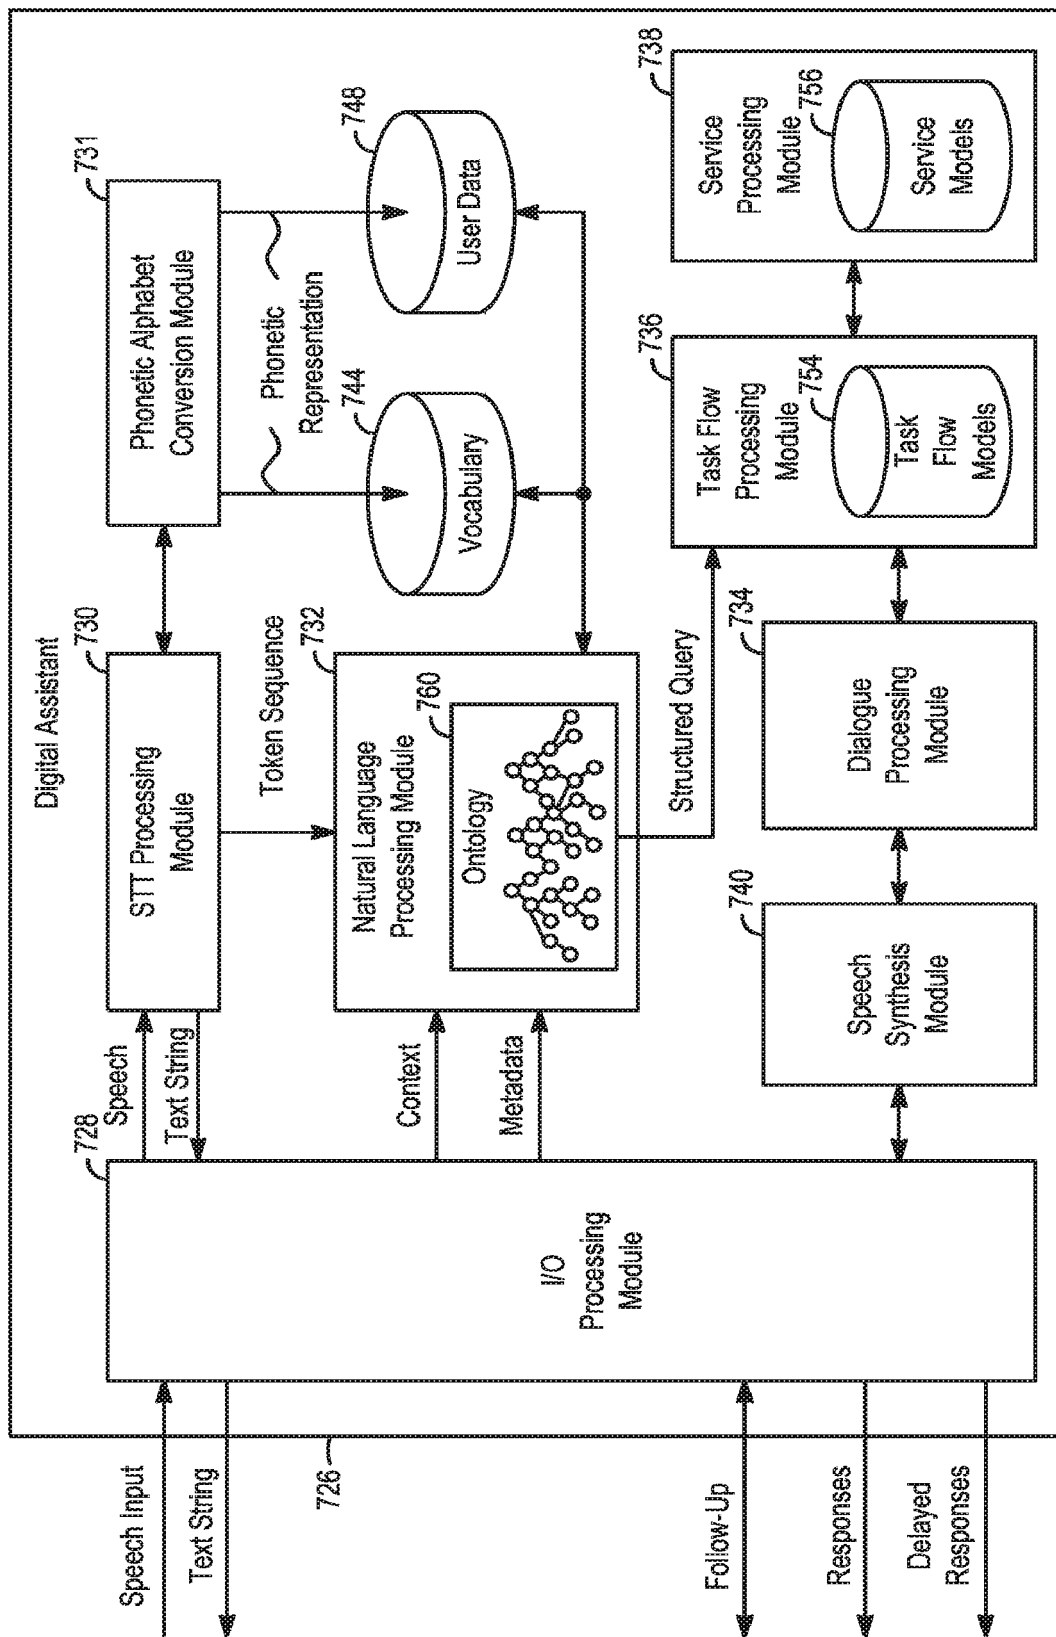 Digital Assistant
Speech Input
Text String
726
Follow-Up
Responses
Delayed
Responses
728
I/O
Processing
Module
Speech
Text String
Context
Metadata
730
STT Processing
Module
Token Sequence
731
Phonetic Alphabet
Conversion Module
Phonetic
Representation
744
Vocabulary
748
User Data
732
Natural Language
Processing Module
760
Ontology
Structured Query
740
Speech
Synthesis
Module
734
Dialogue
Processing
Module
736
Task Flow
Processing
Module
754
Task
Flow
Models
738
Service
Processing
Module
756
Service
Models